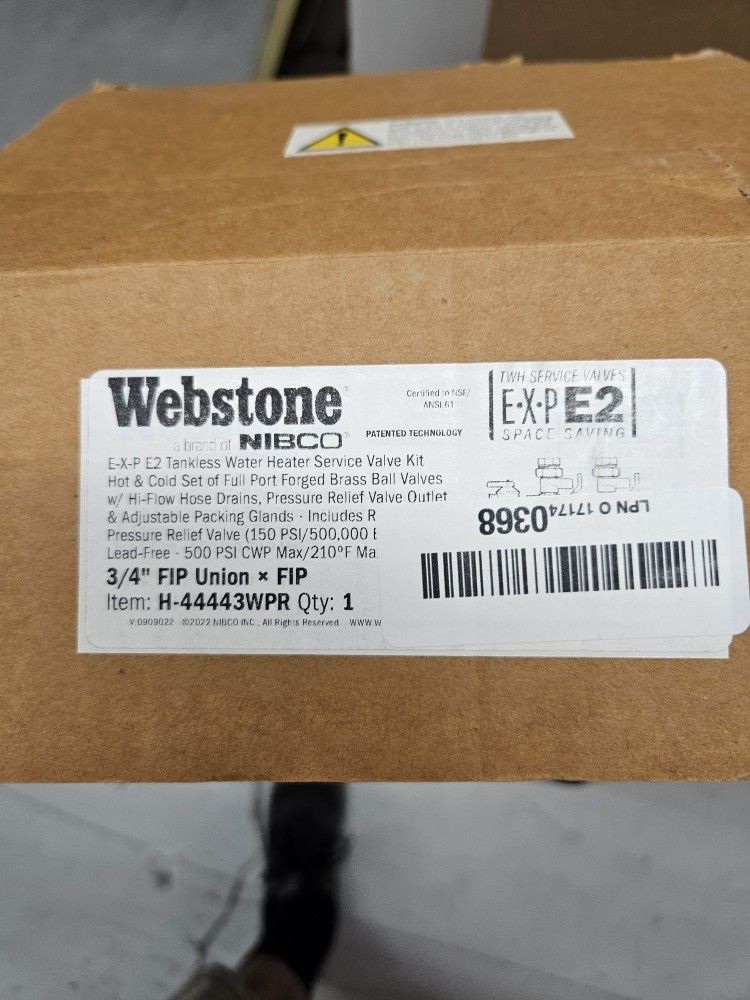 Webstone
a brand of NIBCO®
Certified to NSF/
ANSI 61
PATENTED TECHNOLOGY
TWH SERVICE VALVES
E·X·P E2
SPACE SAVING
E-X-P E2 Tankless Water Heater Service Valve Kit
Hot & Cold Set of Full Port Forged Brass Ball Valves
w/ Hi-Flow Hose Drains, Pressure Relief Valve Outlet
& Adjustable Packing Glands · Includes R
Pressure Relief Valve (150 PSI/500,000
Lead-Free · 500 PSI CWP Max/210°F Ma
3/4" FIP Union × FIP
Item: H-44443WPR Qty: 1
V.0909022 ©2022 NIBCO INC., All Rights Reserved WWW
LPN O 171740368